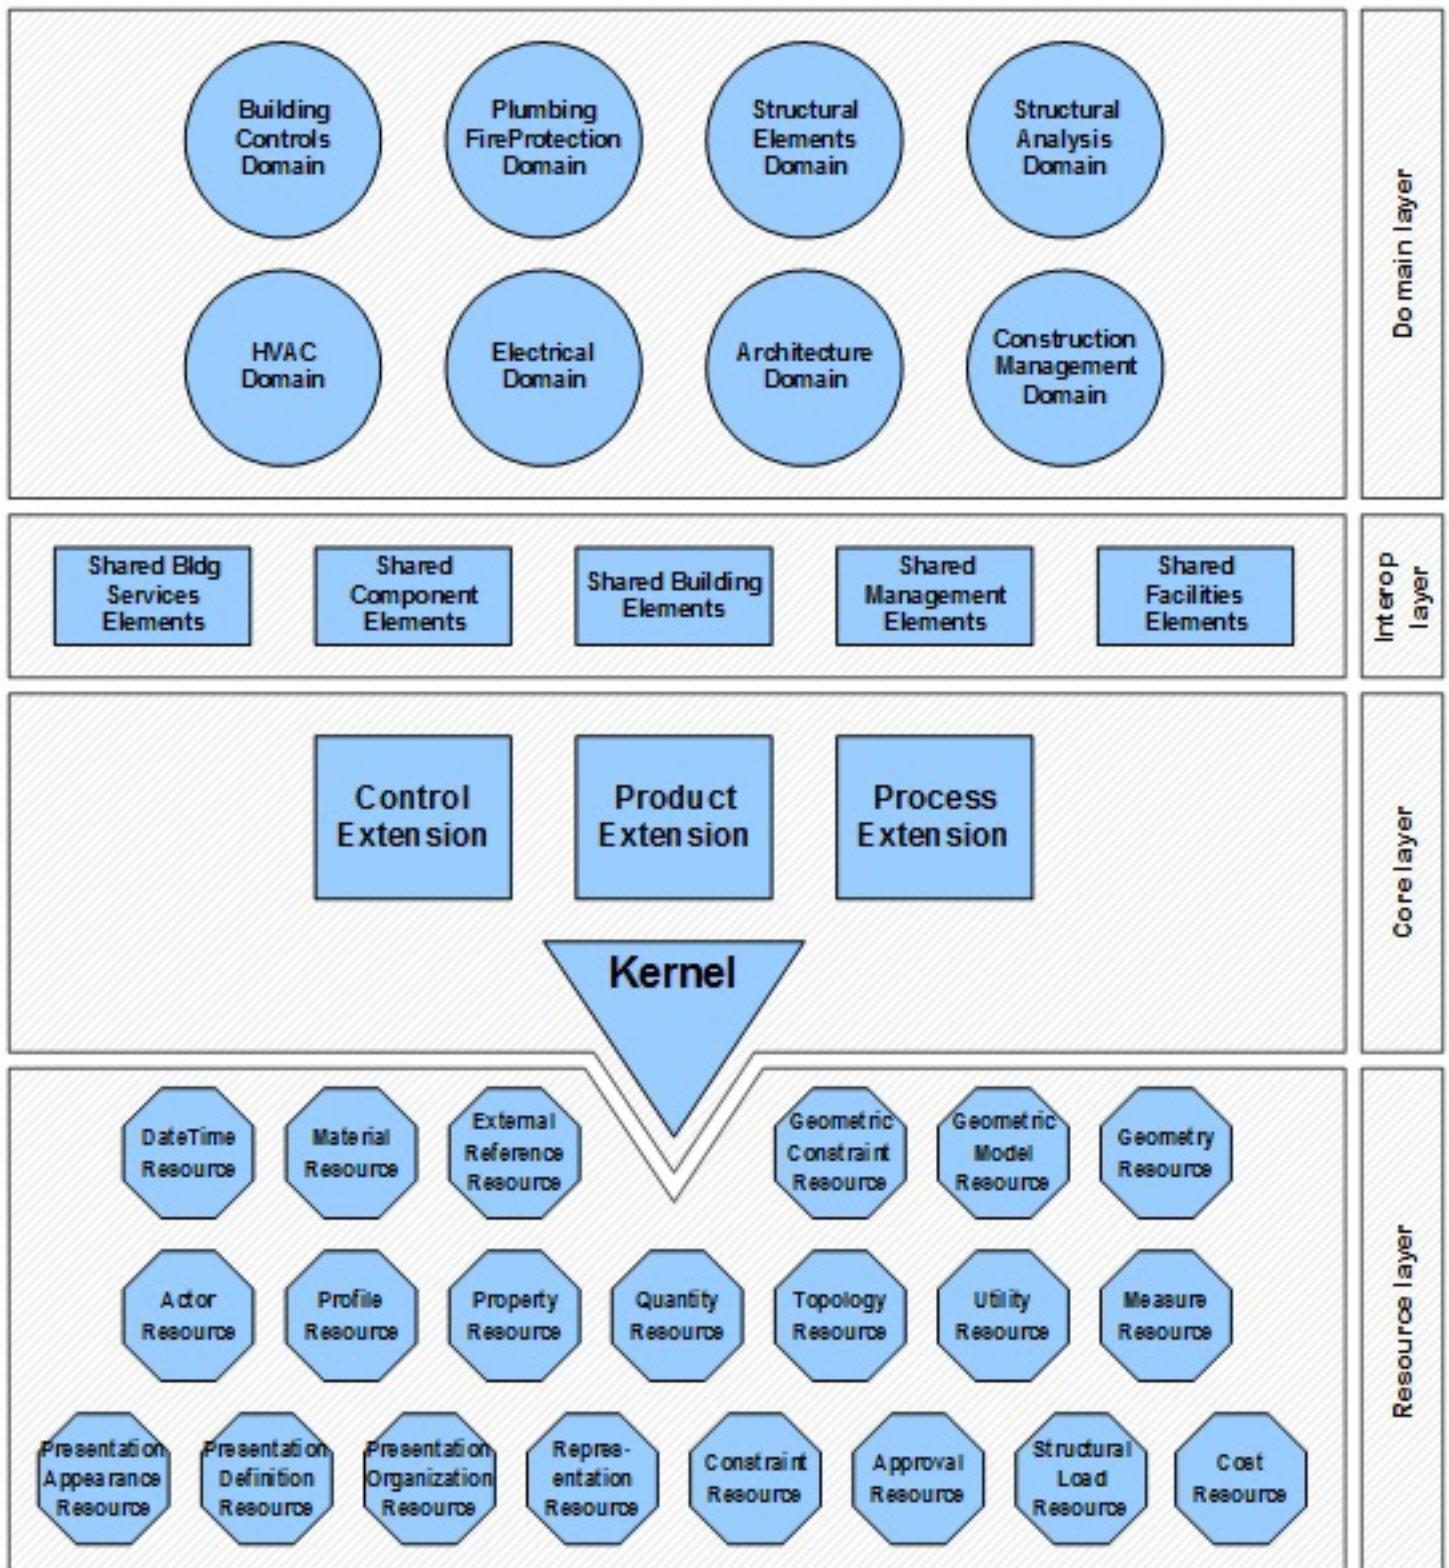 Building
Controls
Domain
Plumbing
FireProtection
Domain
Structural
Elements
Domain
Structural
Analysis
Domain
HVAC
Domain
Electrical
Domain
Architecture
Domain
Construction
Management
Domain
Domain layer
Shared Bldg
Services
Elements
Shared
Component
Elements
Shared Building
Elements
Shared
Management
Elements
Shared
Facilities
Elements
Interop
layer
Control
Extension
Product
Extension
Process
Extension
Kernel
Core layer
DateTime
Resource
Material
Resource
External
Reference
Resource
Geometric
Constraint
Resource
Geometric
Model
Resource
Geometry
Resource
Actor
Resource
Profile
Resource
Property
Resource
Quantity
Resource
Topology
Resource
Utility
Resource
Measure
Resource
Presentation
Appearance
Resource
Presentation
Definition
Resource
Presentation
Organization
Resource
Repres-
entation
Resource
Constraint
Resource
Approval
Resource
Structural
Load
Resource
Cost
Resource
Resource layer